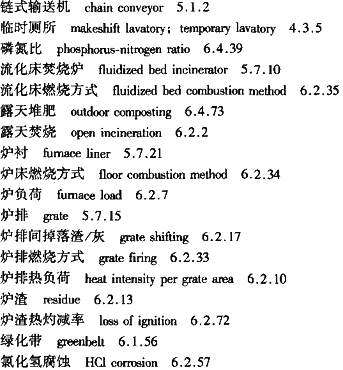 链式输送机 chain conveyor 5.1.2
临时厕所 makeshift lavatory; temporary lavatory 4.3.5
磷氮比 phosphorus-nitrogen ratio 6.4.39
流化床焚烧炉 fluidized bed incinerator 5.7.10
流化床燃烧方式 fluidized bed combustion method 6.2.35
露天堆肥 outdoor composting 6.4.73
露天焚烧 open incineration 6.2.2
炉衬 furnace liner 5.7.21
炉床燃烧方式 floor combustion method 6.2.34
炉负荷 furnace load 6.2.7
炉排 grate 5.7.15
炉排间掉落渣/灰 grate shifting 6.2.17
炉排燃烧方式 grate firing 6.2.33
炉排热负荷 heat intensity per grate area 6.2.10
炉渣 residue 6.2.13
炉渣热灼减率 loss of ignition 6.2.72
绿化带 greenbelt 6.1.56
氯化氢腐蚀 HCl corrosion 6.2.57